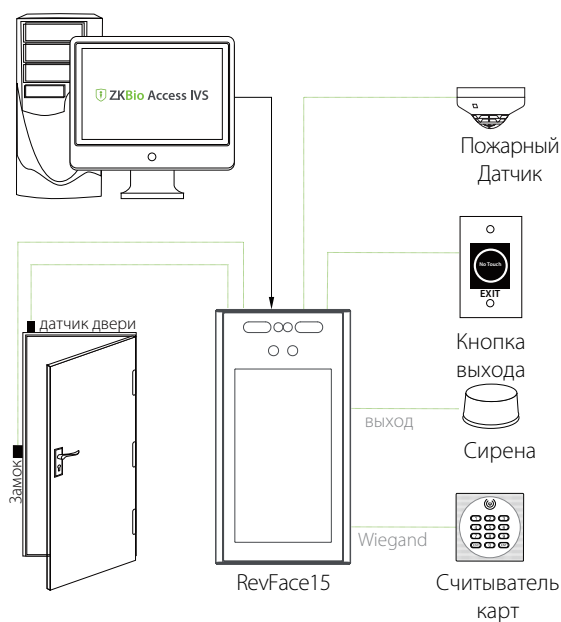 ZKBio Access IVS
Пожарный
Датчик
No Touch
EXIT
Кнопка
выхода
датчик двери
Замок
выход
Сирена
Wiegand
RevFace15
Считыватель
карт